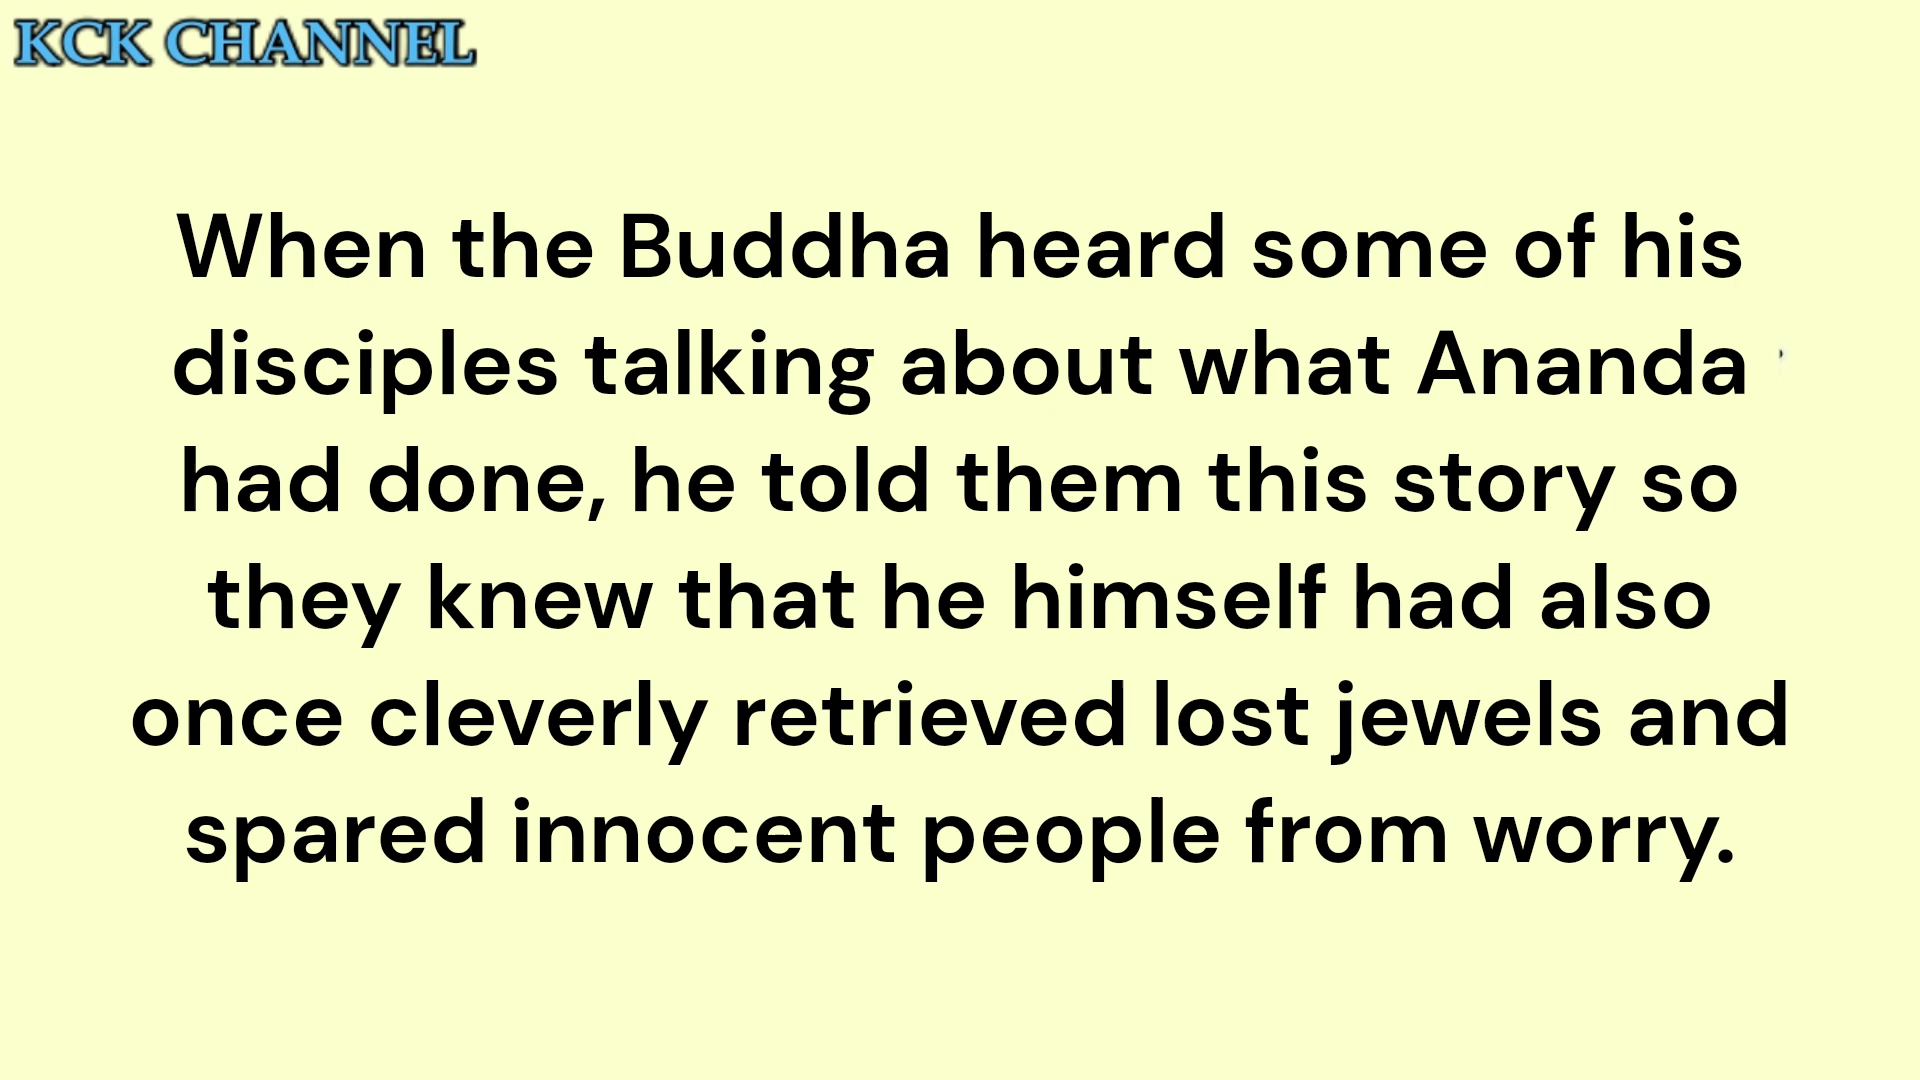 KCK CHANNEL
When the Buddha heard some of his
disciples talking about what Ananda
had done, he told them this story so
they knew that he himself had also
once cleverly retrieved lost jewels and
spared innocent people from worry.